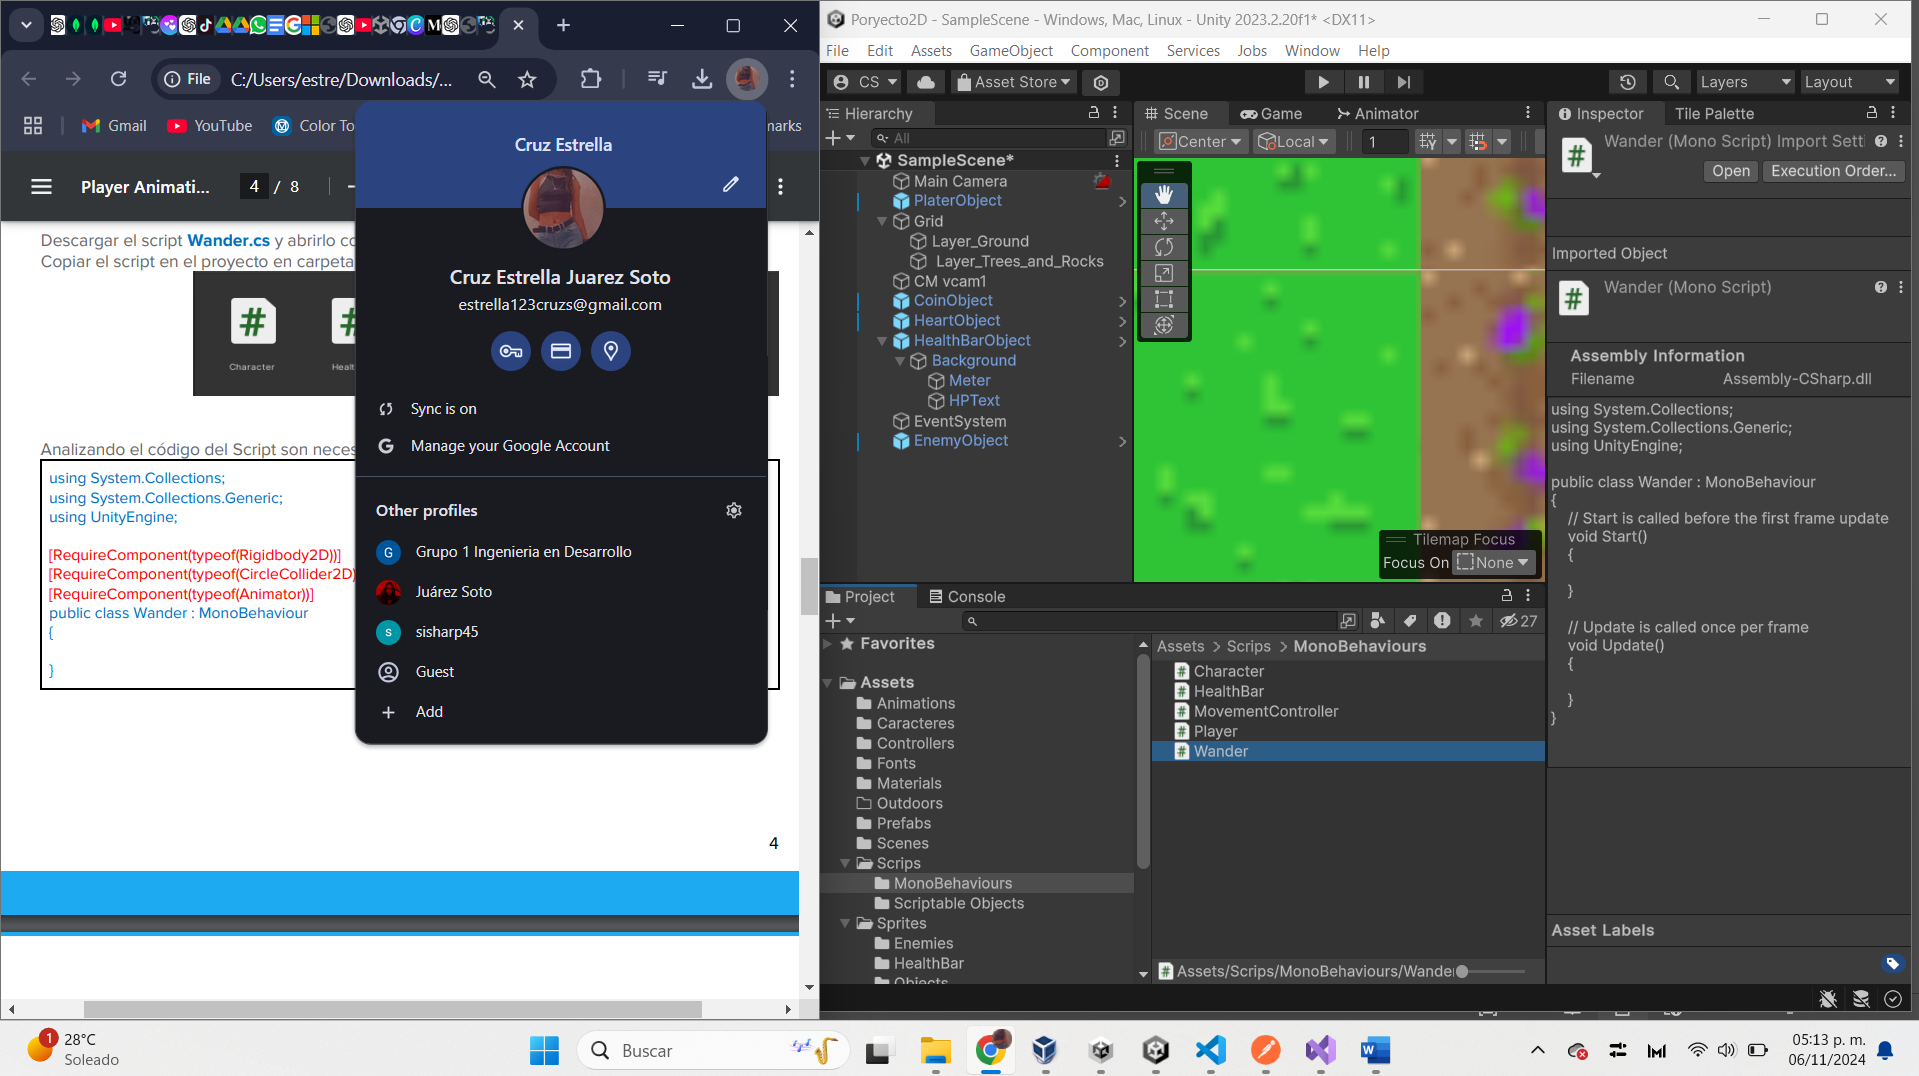 File
C:/Users/estre/Downloads/...
Gmail
YouTube
Color To
marks
Player Animati...
4 / 8
Descargar el script Wander.cs y abrirlo co
Copiar el script en el proyecto en carpeta
Character
Healt
Analizando el código del Script son neces
using System.Collections;
using System.Collections.Generic;
using UnityEngine;
[RequireComponent(typeof(Rigidbody2D))]
[RequireComponent(typeof(CircleCollider2D)
[RequireComponent(typeof(Animator))]
public class Wander : MonoBehaviour
{
}
4
Cruz Estrella
Cruz Estrella Juarez Soto
estrella123cruzs@gmail.com
Sync is on
Manage your Google Account
Other profiles
G Grupo 1 Ingenieria en Desarrollo
Juárez Soto
s sisharp45
Guest
Add
Poryecto2D - SampleScene - Windows, Mac, Linux - Unity 2023.2.20f1* <DX11>
File Edit Assets GameObject Component Services Jobs Window Help
CS
Asset Store
Layers
Layout
Hierarchy
All
SampleScene*
Main Camera
PlaterObject
Grid
Layer_Ground
Layer_Trees_and_Rocks
CM vcam1
CoinObject
HeartObject
HealthBarObject
Background
Meter
HPText
EventSystem
EnemyObject
Scene
Game
Animator
Center
Local
1
Tilemap Focus
Focus On None
Inspector
Tile Palette
Wander (Mono Script) Import Setti
Open
Execution Order...
Imported Object
Wander (Mono Script)
Assembly Information
Filename Assembly-CSharp.dll
using System.Collections;
using System.Collections.Generic;
using UnityEngine;
public class Wander : MonoBehaviour
{
// Start is called before the first frame update
void Start()
{
}
// Update is called once per frame
void Update()
{
}
}
Asset Labels
Project
Console
27
Favorites
Assets
Animations
Caracteres
Controllers
Fonts
Materials
Outdoors
Prefabs
Scenes
Scrips
MonoBehaviours
Scriptable Objects
Sprites
Enemies
HealthBar
Objects
Assets > Scrips > MonoBehaviours
Character
HealthBar
MovementController
Player
Wander
Assets/Scrips/MonoBehaviours/Wander
1
28°C
Soleado
Buscar
05:13 p. m.
06/11/2024